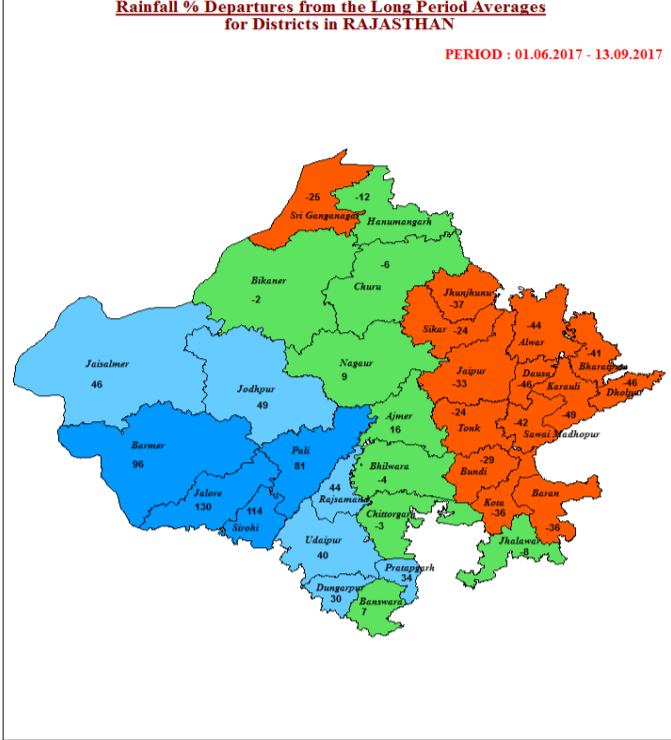 Rainfall % Departures from the Long Period Averages
for Districts in RAJASTHAN
PERIOD : 01.06.2017 - 13.09.2017
-25
Sri Ganganagar
-12
Hanumangarh
-6
Churu
Bikaner
-2
Jhunjhunu
-37
Sikar -24
-44
Alwar
-41
Bharatpur
Jaisalmer
46
Jodhpur
49
Nagaur
9
Jaipur
-33
Dausa
-46
Karauli
-46
Dholpur
-49
-42
Sawai Madhopur
-24
Tonk
Ajmer
16
Barmer
96
Pali
81
Bhilwara
-4
-29
Bundi
Jalore
130
114
Sirohi
44
Rajsamand
Chittorgarh
-3
Kota
-36
Baran
-36
Jhalawar
-8
Udaipur
40
Pratapgarh
34
Dungarpur
30
Banswara
7